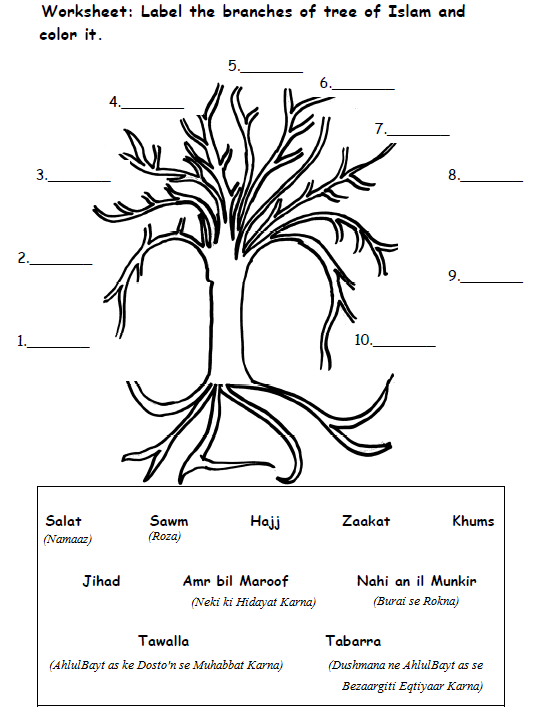 Worksheet: Label the branches of tree of Islam and
color it.
5.________
6.________
4.________
7.________
3.________
8.________
2.________
9.________
1.________
10.________
Salat Sawm Hajj Zaakat Khums
(Namaaz) (Roza)
Jihad Amr bil Maroof Nahi an il Munkir
(Neki ki Hidayat Karna) (Burai se Rokna)
Tawalla Tabarra
(AhlulBayt as ke Dosto'n se Muhabbat Karna) (Dushmana ne AhlulBayt as se
Bezaargiti Eqtiyaar Karna)